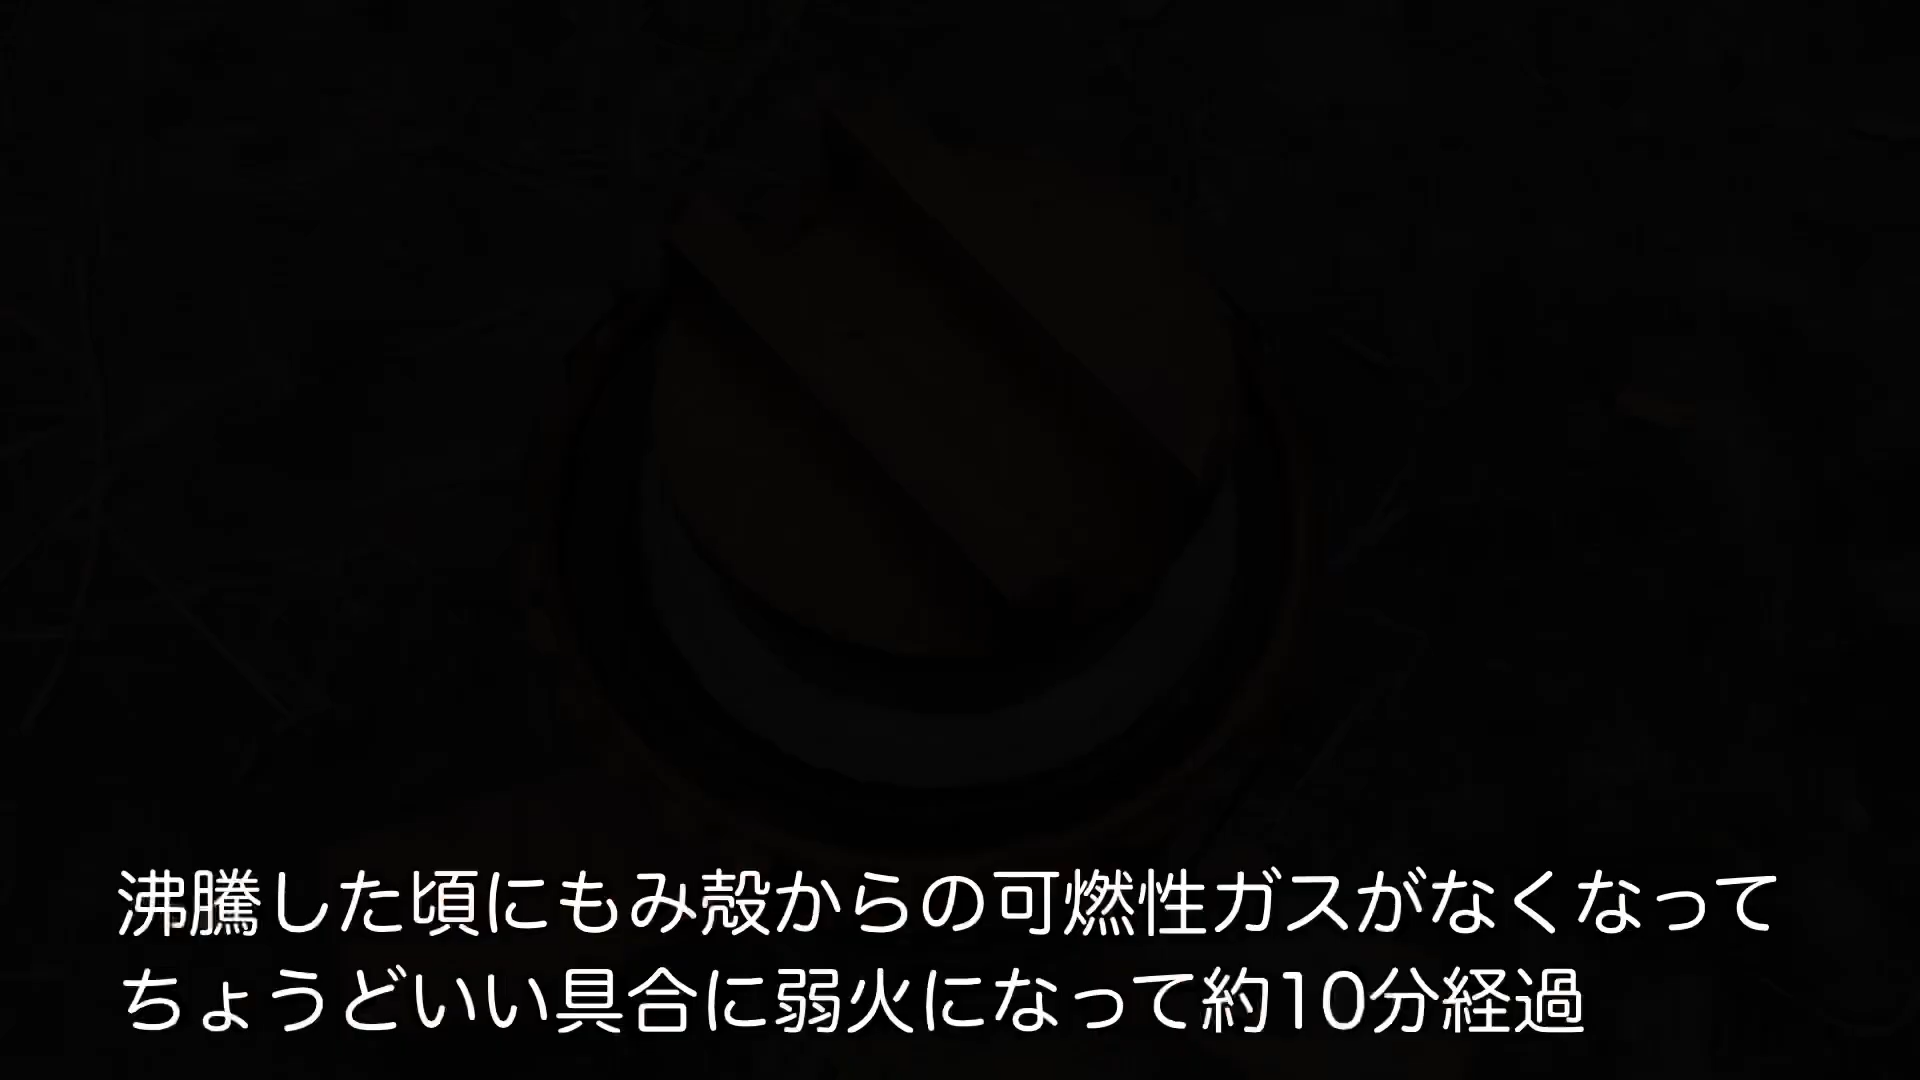 沸騰した頃にもみ殻からの可燃性ガスがなくなって
ちょうどいい具合に弱火になって約10分経過